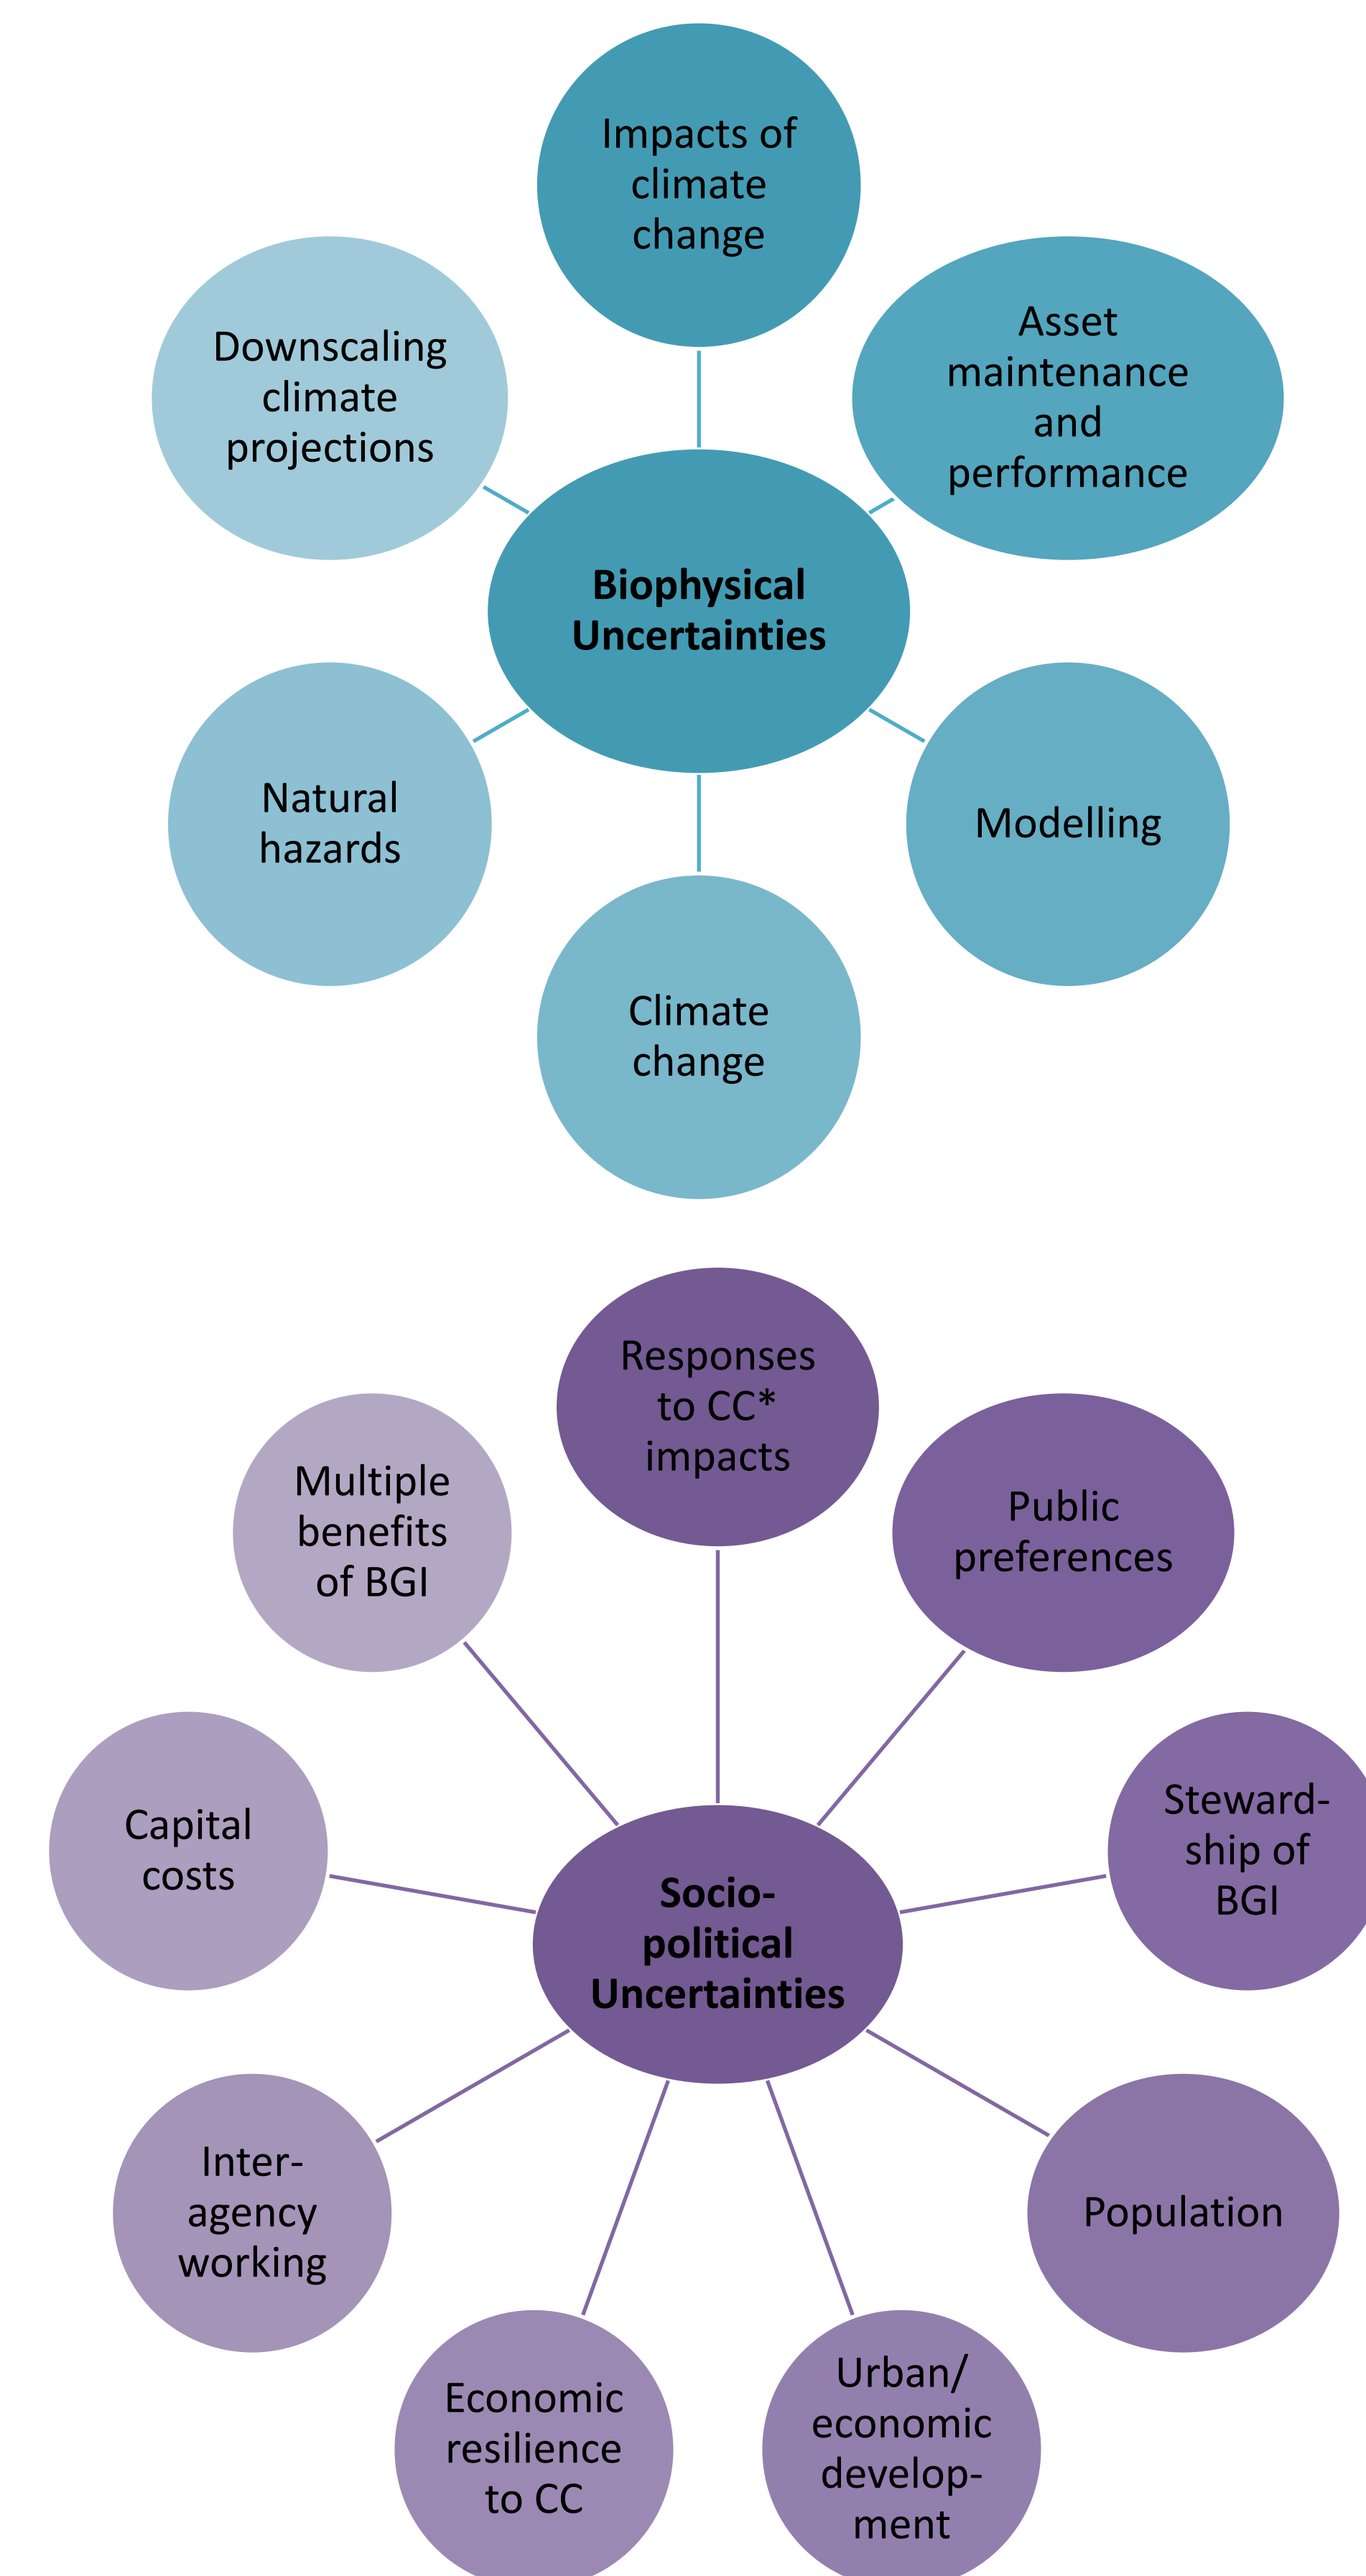 Impacts of
climate
change
Downscaling
climate
projections
Asset
maintenance
and
performance
Biophysical
Uncertainties
Natural
hazards
Modelling
Climate
change
Responses
to CC*
impacts
Multiple
benefits
of BGI
Public
preferences
Capital
costs
Steward-
ship of
BGI
Socio-
political
Uncertainties
Inter-
agency
working
Population
Economic
resilience
to CC
Urban/
economic
develop-
ment